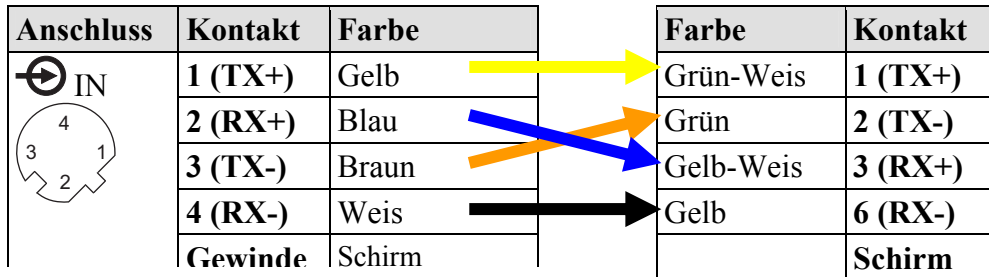 Anschluss Kontakt Farbe Farbe Kontakt
IN 1 (TX+) Gelb Grün-Weis 1 (TX+)
4 2 (RX+) Blau Grün 2 (TX-)
3 1 3 (TX-) Braun Gelb-Weis 3 (RX+)
2 4 (RX-) Weis Gelb 6 (RX-)
Gewinde Schirm Schirm